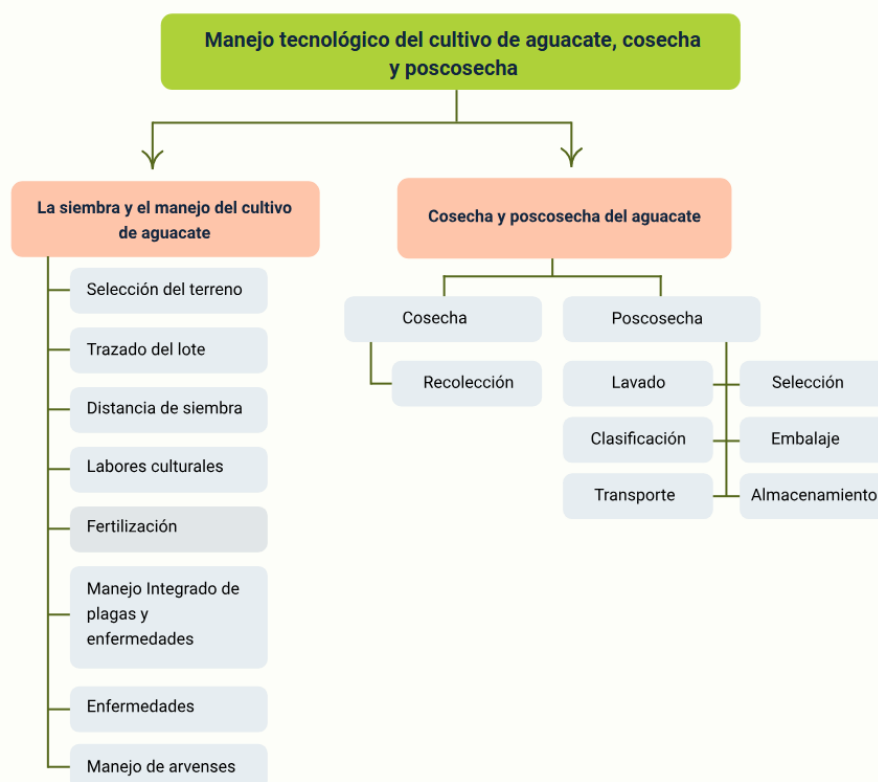 Manejo tecnológico del cultivo de aguacate, cosecha
y poscosecha
La siembra y el manejo del cultivo
de aguacate
Selección del terreno
Trazado del lote
Distancia de siembra
Labores culturales
Fertilización
Manejo Integrado de
plagas y
enfermedades
Enfermedades
Manejo de arvenses
Cosecha y poscosecha del aguacate
Cosecha
Recolección
Poscosecha
Lavado
Selección
Clasificación
Embalaje
Transporte
Almacenamiento